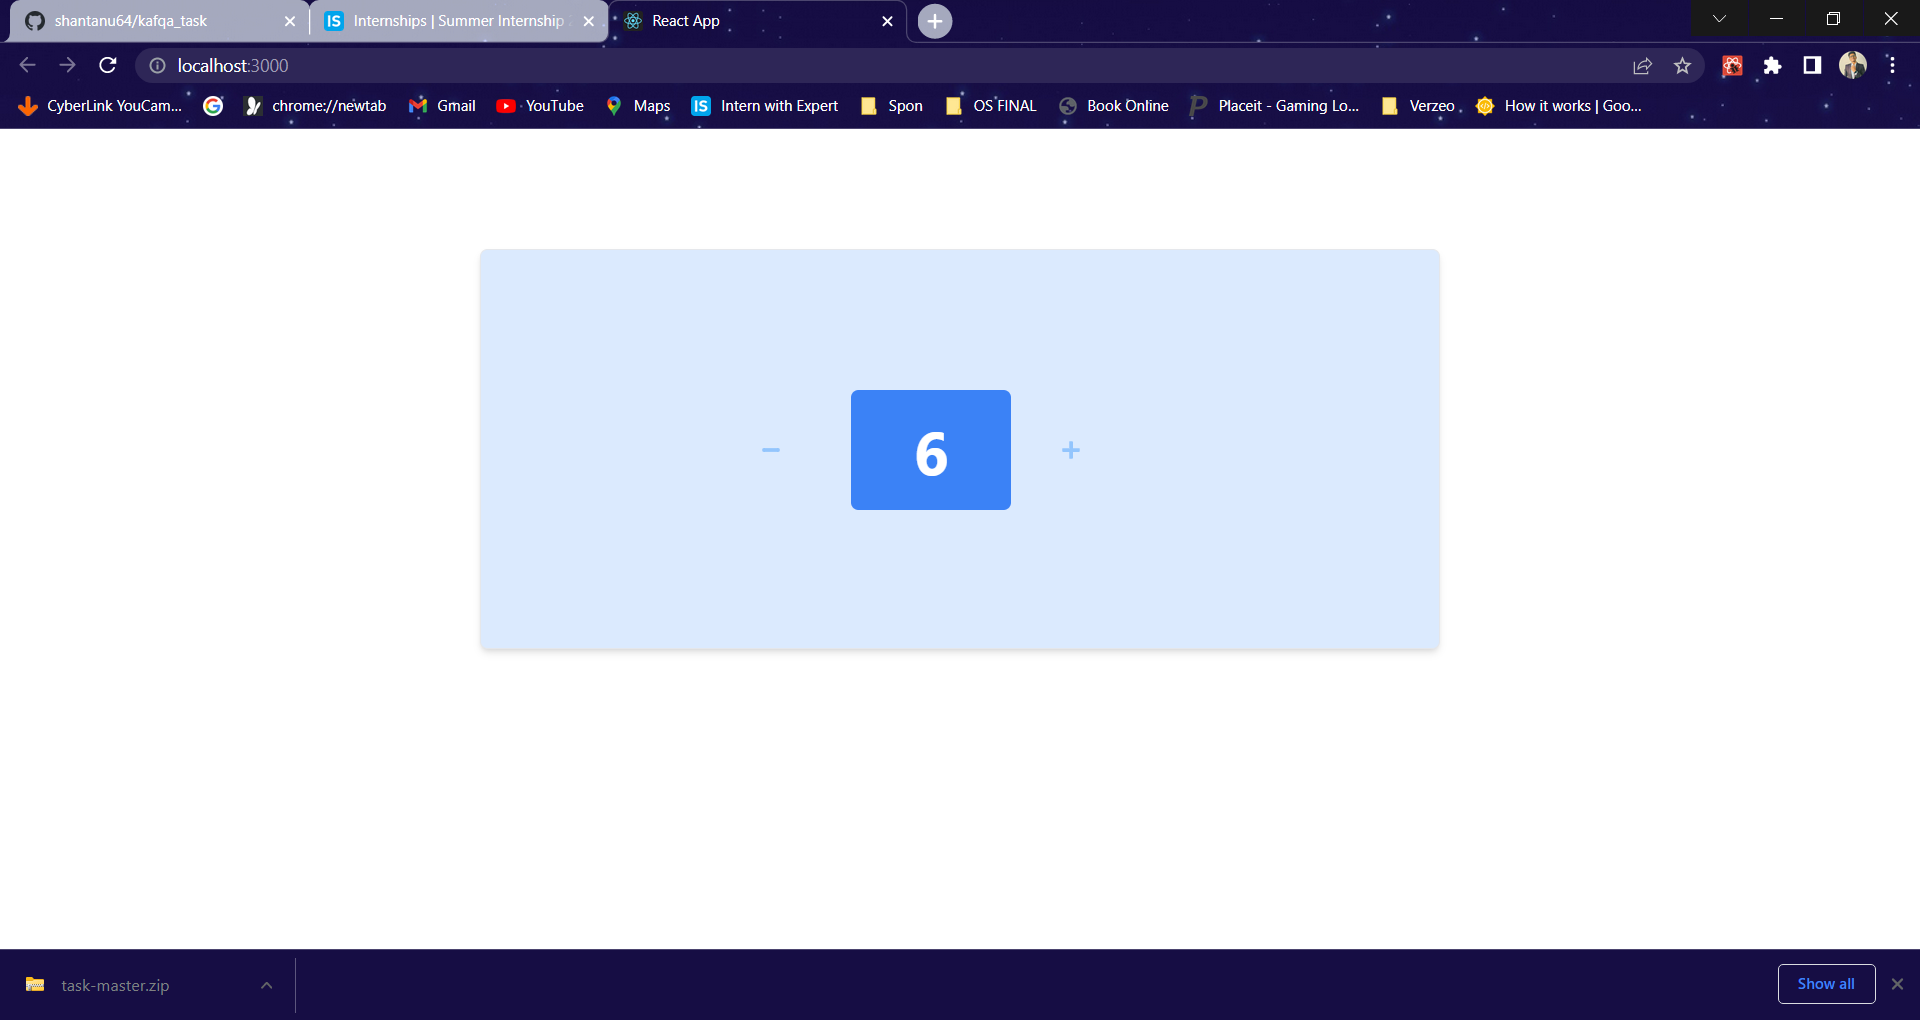 shantanu64/kafqa_task
Internships | Summer Internship
React App
localhost:3000
CyberLink YouCam...
chrome://newtab
Gmail
YouTube
Maps
IS
Intern with Expert
Spon
OS FINAL
Book Online
Placeit - Gaming Lo...
Verzeo
How it works | Goo...
− 6 +
task-master.zip
Show all